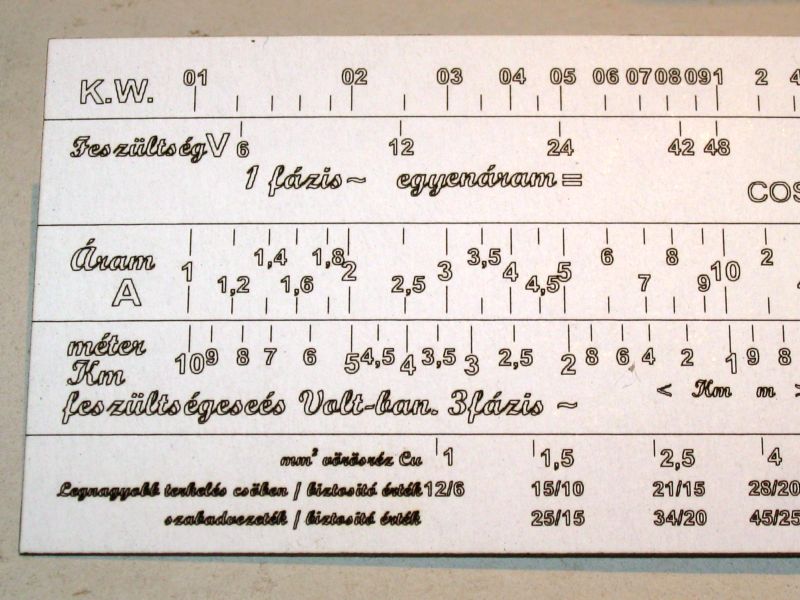 K.W. 01 02 03 04 05 06 07 08 09 1 2 4
Feszültség V 6 12 24 42 48
1 fázis ~ egyenáram =
COS
Áram A 1 1,2 1,4 1,6 1,8 2 2,5 3 3,5 4 4,5 5 6 7 8 9 10 2
méter Km 10 9 8 7 6 5 4,5 4 3,5 3 2,5 2 8 6 4 2 1 9 8
< Km m >
feszültségesés Volt-ban. 3fázis ~
mm² vörösréz Cu 1 1,5 2,5 4
Legnagyobb terhelés csőben / biztosító érték 12/6 15/10 21/15 28/20
szabadvezeték / biztosító érték 25/15 34/20 45/25